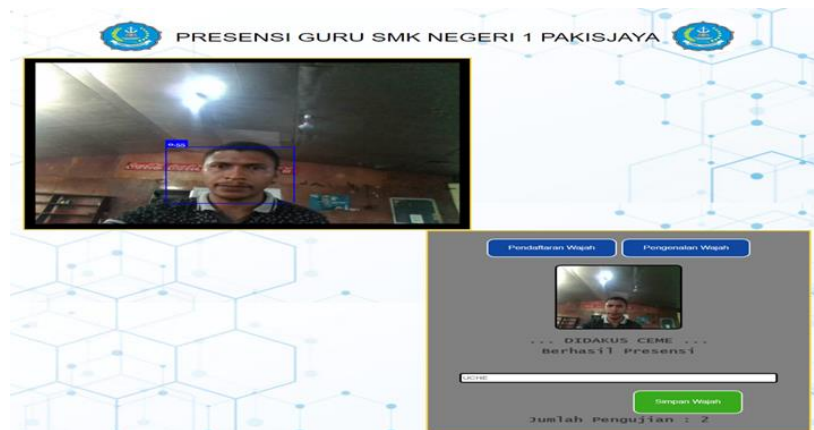 PRESENSI GURU SMK NEGERI 1 PAKISJAYA
Pendaftaran Wajah
Pengenalan Wajah
... DIDAKUS CEME ...
Berhasil Presensi
UCHE
Simpan Wajah
Jumlah Pengujian : 2